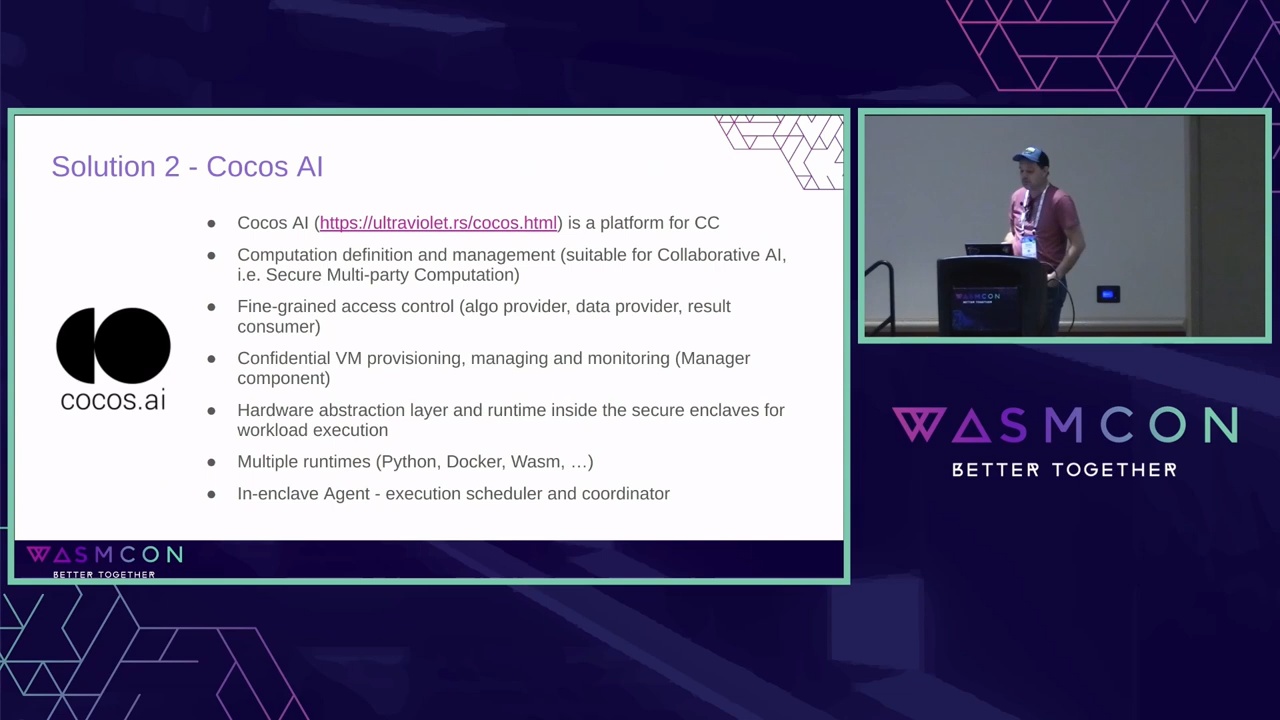 Solution 2 - Cocos AI
● Cocos AI (https://ultraviolet.rs/cocos.html) is a platform for CC
● Computation definition and management (suitable for Collaborative AI,
i.e. Secure Multi-party Computation)
● Fine-grained access control (algo provider, data provider, result
consumer)
● Confidential VM provisioning, managing and monitoring (Manager
component)
● Hardware abstraction layer and runtime inside the secure enclaves for
workload execution
● Multiple runtimes (Python, Docker, Wasm, …)
● In-enclave Agent - execution scheduler and coordinator
cocos.ai
WASMCON
BETTER TOGETHER
WASMCON
BETTER TOGETHER
WASMCON
BETTER TOGETHER